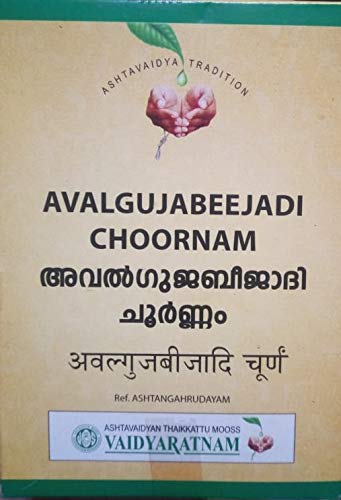 ASHTAVAIDYA TRADITION
AVALGUJABEEJADI
CHOORNAM
അവൽഗുജബീജാദി
ചൂർണ്ണം
अवल्गुजबीजादि चूर्णं
Ref. ASHTANGAHRUDAYAM
ASHTAVAIDYAN THAIKKATTU MOOSS
VAIDYARATNAM